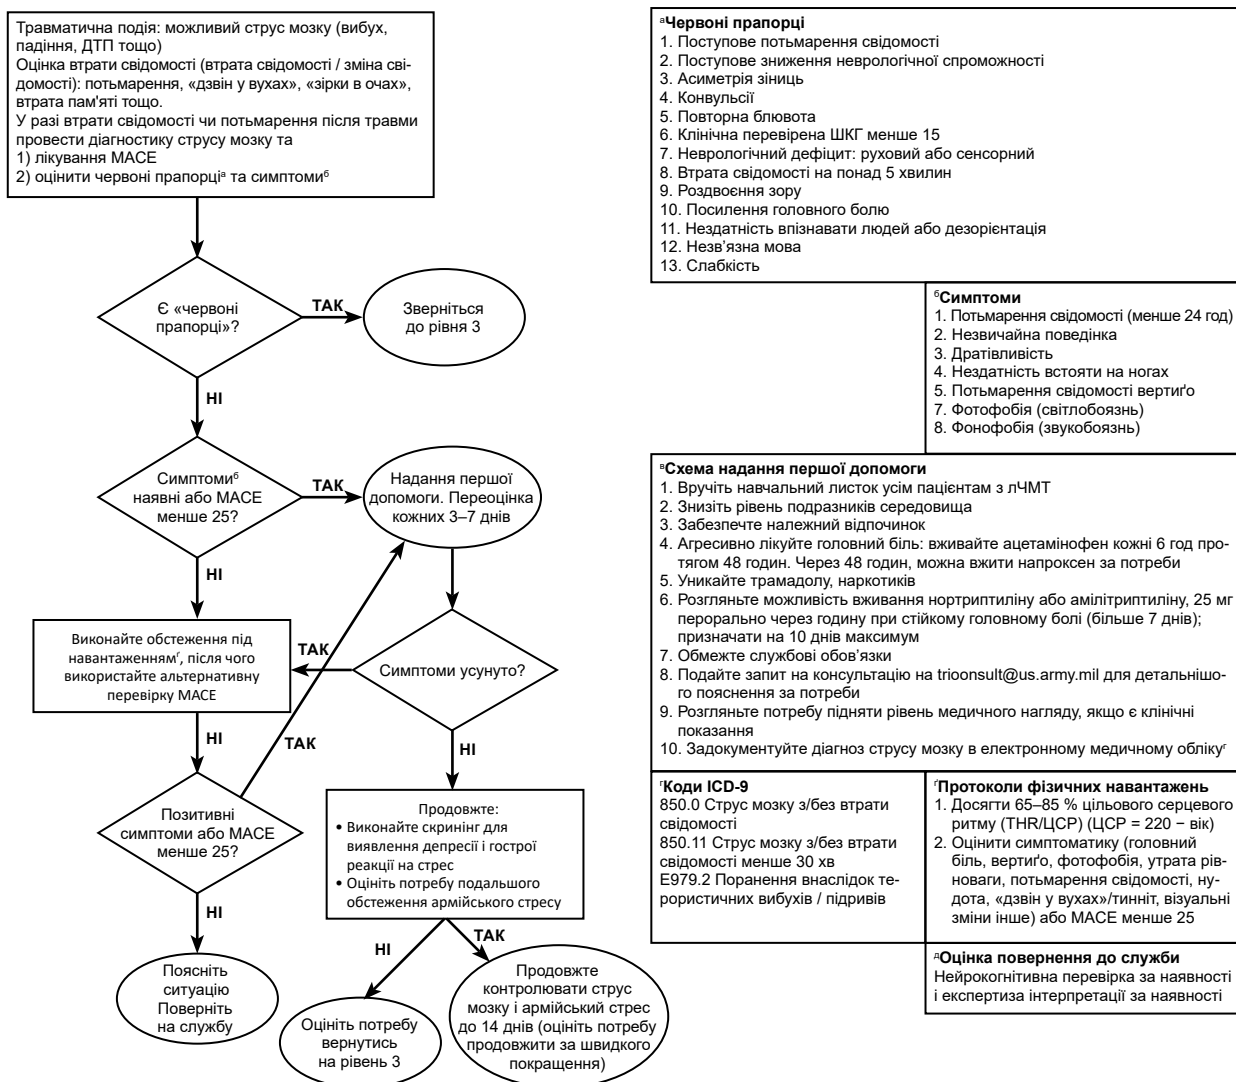 Травматична подія: можливий струс мозку (вибух,
падіння, ДТП тощо)
Оцінка втрати свідомості (втрата свідомості / зміна сві-
домості): потьмарення, «дзвін у вухах», «зірки в очах»,
втрата пам'яті тощо.
У разі втрати свідомості чи потьмарення після травми
провести діагностику струсу мозку та
1) лікування МАСЕ
2) оцінити червоні прапорціª та симптомиᵇ
Є «червоні
прапорці»?
ТАК
Зверніться
до рівня 3
НІ
Симптомиᵇ
наявні або МАСЕ
менше 25?
ТАК
Надання першої
допомоги. Переоцінка
кожних 3–7 днів
НІ
Виконайте обстеження під
навантаженнямґ, після чого
використайте альтернативну
перевірку МАСЕ
ТАК
Симптоми усунуто?
НІ
ТАК
НІ
Позитивні
симптоми або МАСЕ
менше 25?
Продовжте:
• Виконайте скринінг для
виявлення депресії і гострої
реакції на стрес
• Оцініть потребу подальшого
обстеження армійського стресу
НІ
НІ
ТАК
Поясніть
ситуацію
Поверніть
на службу
Оцініть потребу
вернутись
на рівень 3
Продовжте
контролювати струс
мозку і армійський стрес
до 14 днів (оцініть потребу
продовжити за швидкого
покращення)
ªЧервоні прапорці
1. Поступове потьмарення свідомості
2. Поступове зниження неврологічної спроможності
3. Асиметрія зіниць
4. Конвульсії
5. Повторна блювота
6. Клінічна перевірена ШКГ менше 15
7. Неврологічний дефіцит: руховий або сенсорний
8. Втрата свідомості на понад 5 хвилин
9. Роздвоєння зору
10. Посилення головного болю
11. Нездатність впізнавати людей або дезорієнтація
12. Незв’язна мова
13. Слабкість
бСимптоми
1. Потьмарення свідомості (менше 24 год)
2. Незвичайна поведінка
3. Дратівливість
4. Нездатність встояти на ногах
5. Потьмарення свідомості вертиґо
7. Фотофобія (світлобоязнь)
8. Фонофобія (звукобоязнь)
вСхема надання першої допомоги
1. Вручіть навчальний листок усім пацієнтам з лЧМТ
2. Знизіть рівень подразників середовища
3. Забезпечте належний відпочинок
4. Агресивно лікуйте головний біль: вживайте ацетамінофен кожні 6 год про-
тягом 48 годин. Через 48 годин, можна вжити напроксен за потреби
5. Уникайте трамадолу, наркотиків
6. Розгляньте можливість вживання нортриптиліну або амілітриптиліну, 25 мг
перорально через годину при стійкому головному болі (більше 7 днів);
призначати на 10 днів максимум
7. Обмежте службові обов’язки
8. Подайте запит на консультацію на trioonsult@us.army.mil для детальнішо-
го пояснення за потреби
9. Розгляньте потребу підняти рівень медичного нагляду, якщо є клінічні
показання
10. Задокументуйте діагноз струсу мозку в електронному медичному облікуг
гКоди ICD-9
850.0 Струс мозку з/без втрати
свідомості
850.11 Струс мозку з/без втрати
свідомості менше 30 хв
E979.2 Поранення внаслідок те-
рористичних вибухів / підривів
ґПротоколи фізичних навантажень
1. Досягти 65–85 % цільового серцевого
ритму (THR/ЦСР) (ЦСР = 220 − вік)
2. Оцінити симптоматику (головний
біль, вертиґо, фотофобія, утрата рів-
новаги, потьмарення свідомості, ну-
дота, «дзвін у вухах»/тинніт, візуальні
зміни інше) або МАСЕ менше 25
дОцінка повернення до служби
Нейрокогнітивна перевірка за наявності
і експертиза інтерпретації за наявності